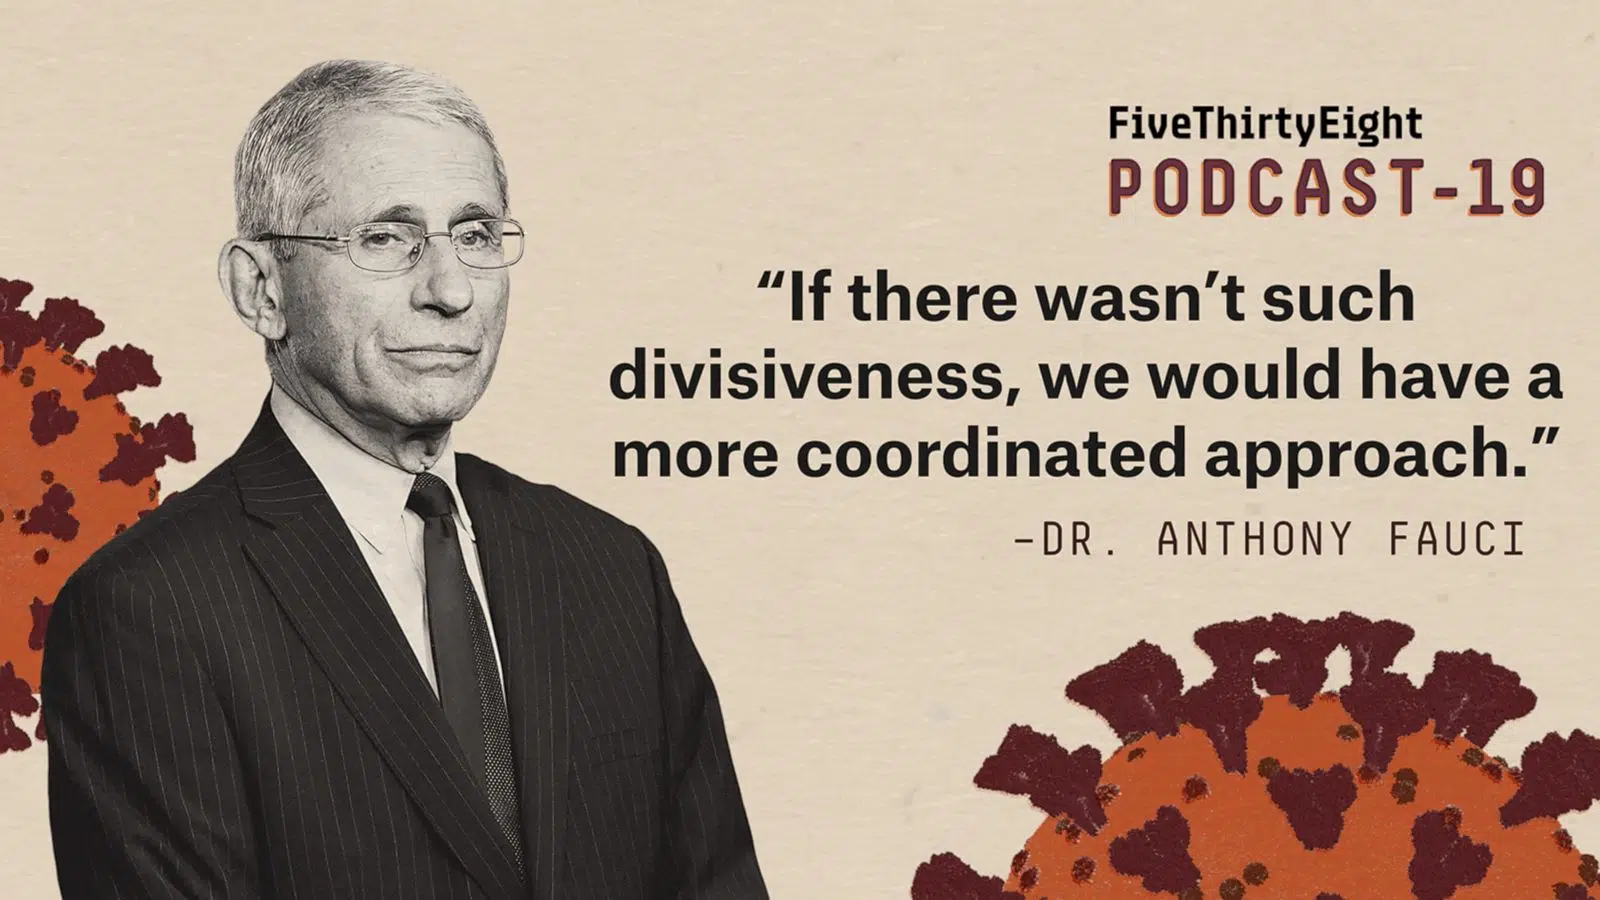 FiveThirtyEight
PODCAST-19
“If there wasn’t such
divisiveness, we would have a
more coordinated approach.”
–DR. ANTHONY FAUCI